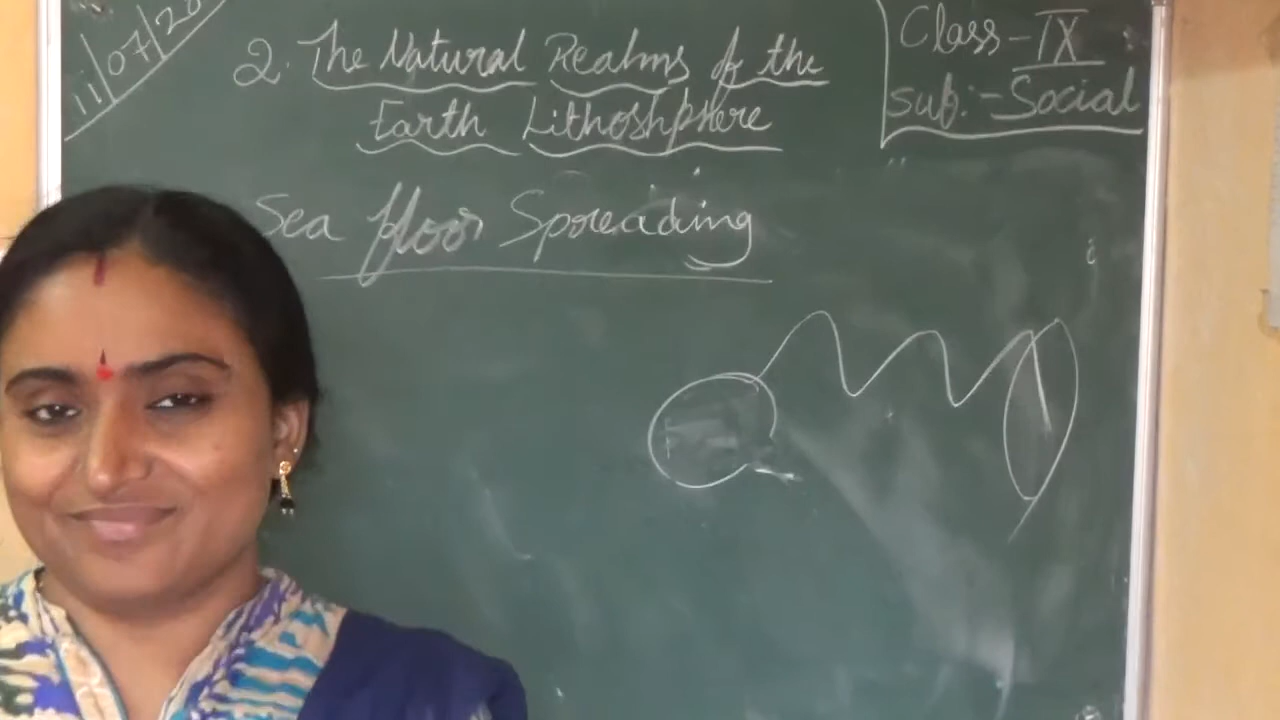 11/07/20
2. The Natural Realms of the
Earth Lithoshphere
Class - IX
sub:- Social
Sea floor Spreading